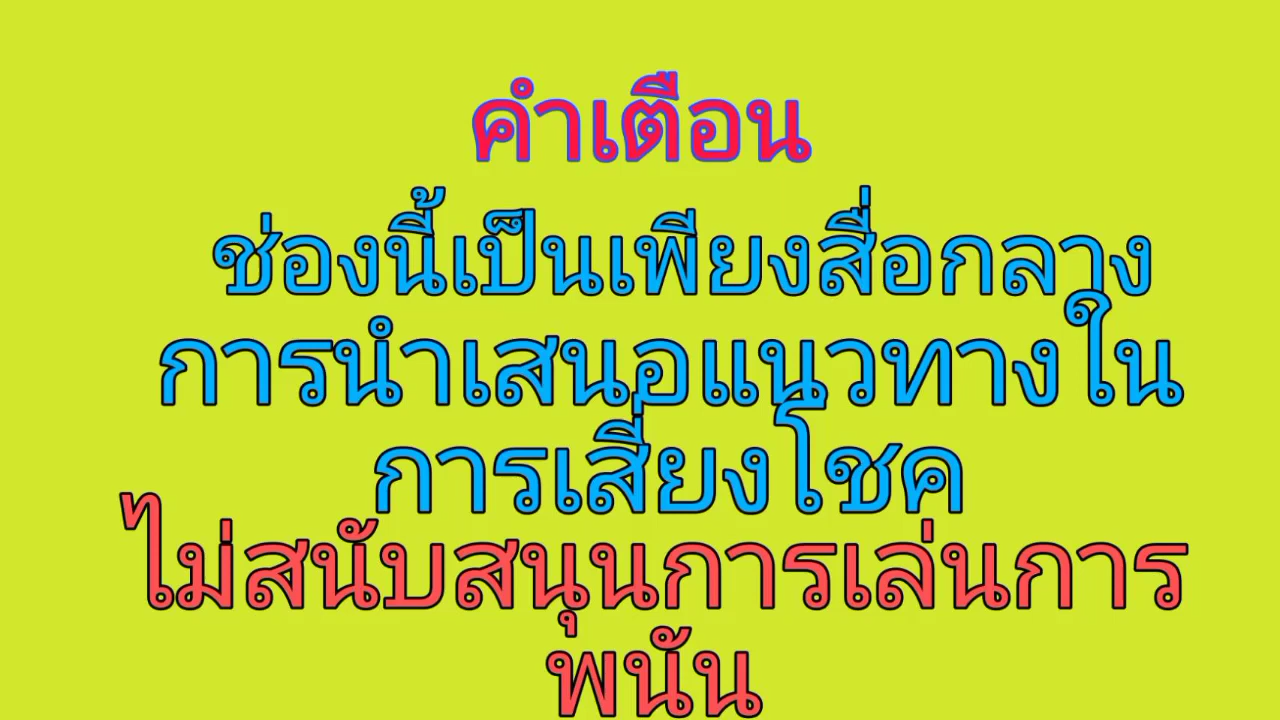 คำเตือน
ช่องนี้เป็นเพียงสื่อกลาง
การนำเสนอแนวทางใน
การเสี่ยงโชค
ไม่สนับสนุนการเล่นการ
พนัน